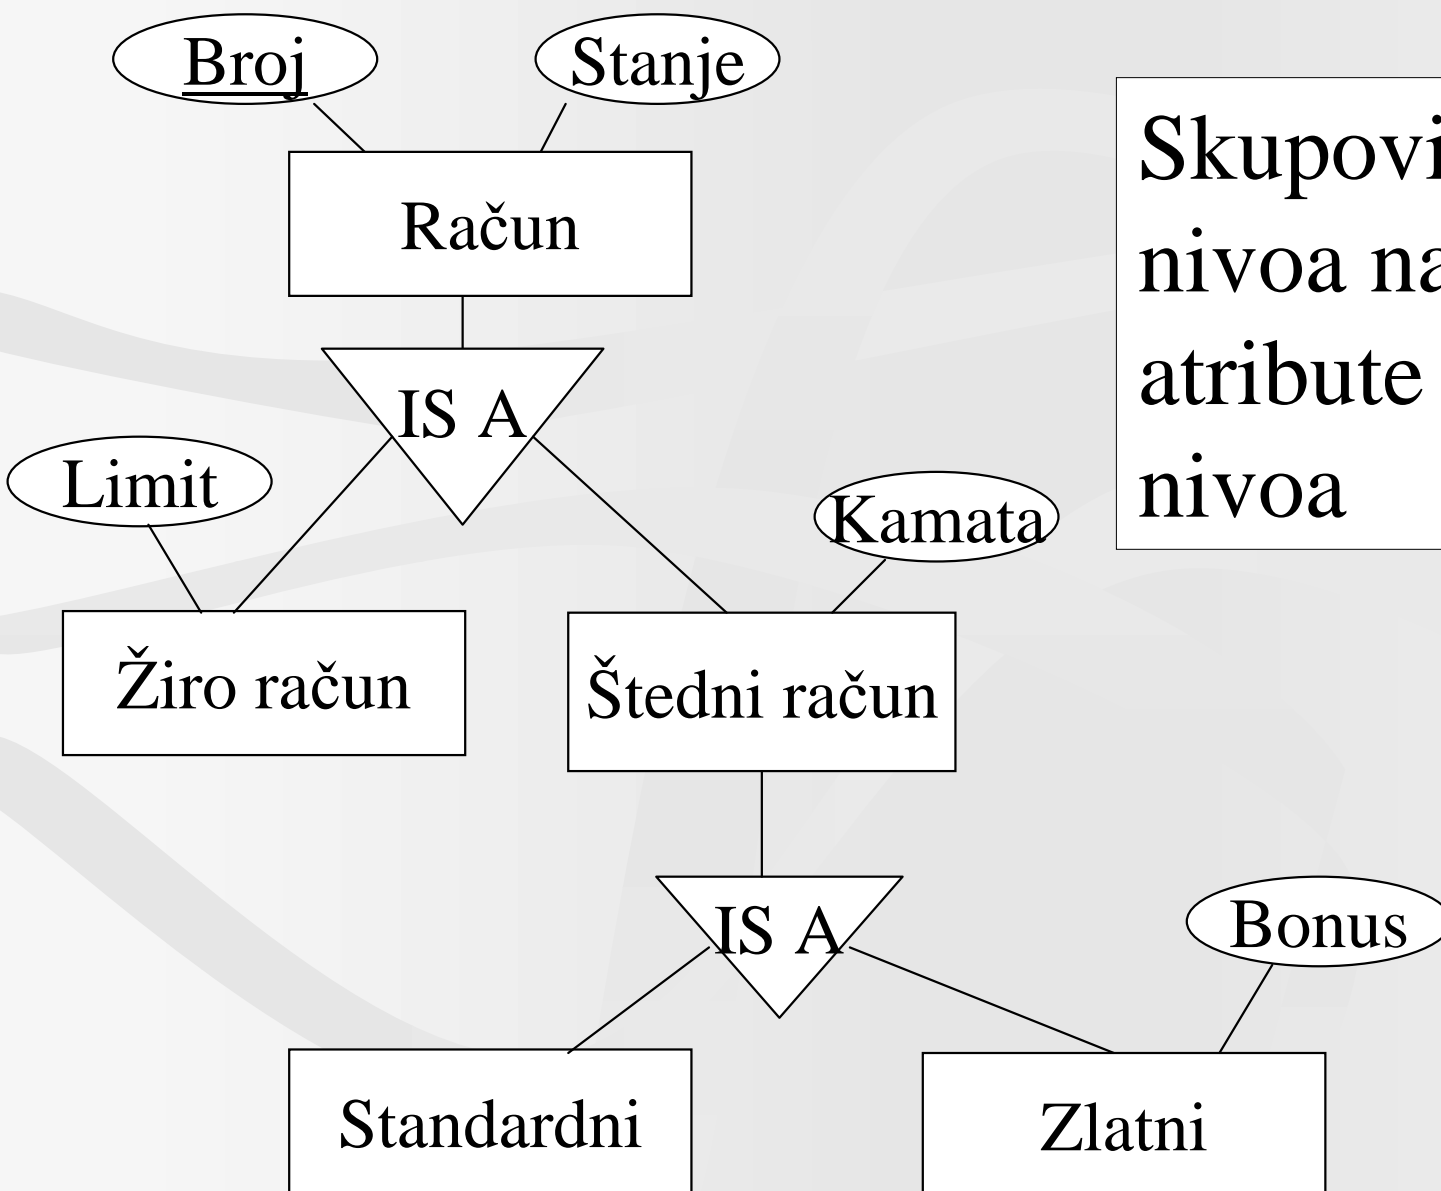 Broj
Stanje
Skupovi
nivoa na
atribute
nivoa
Račun
IS A
Limit
Kamata
Žiro račun
Štedni račun
IS A
Bonus
Standardni
Zlatni